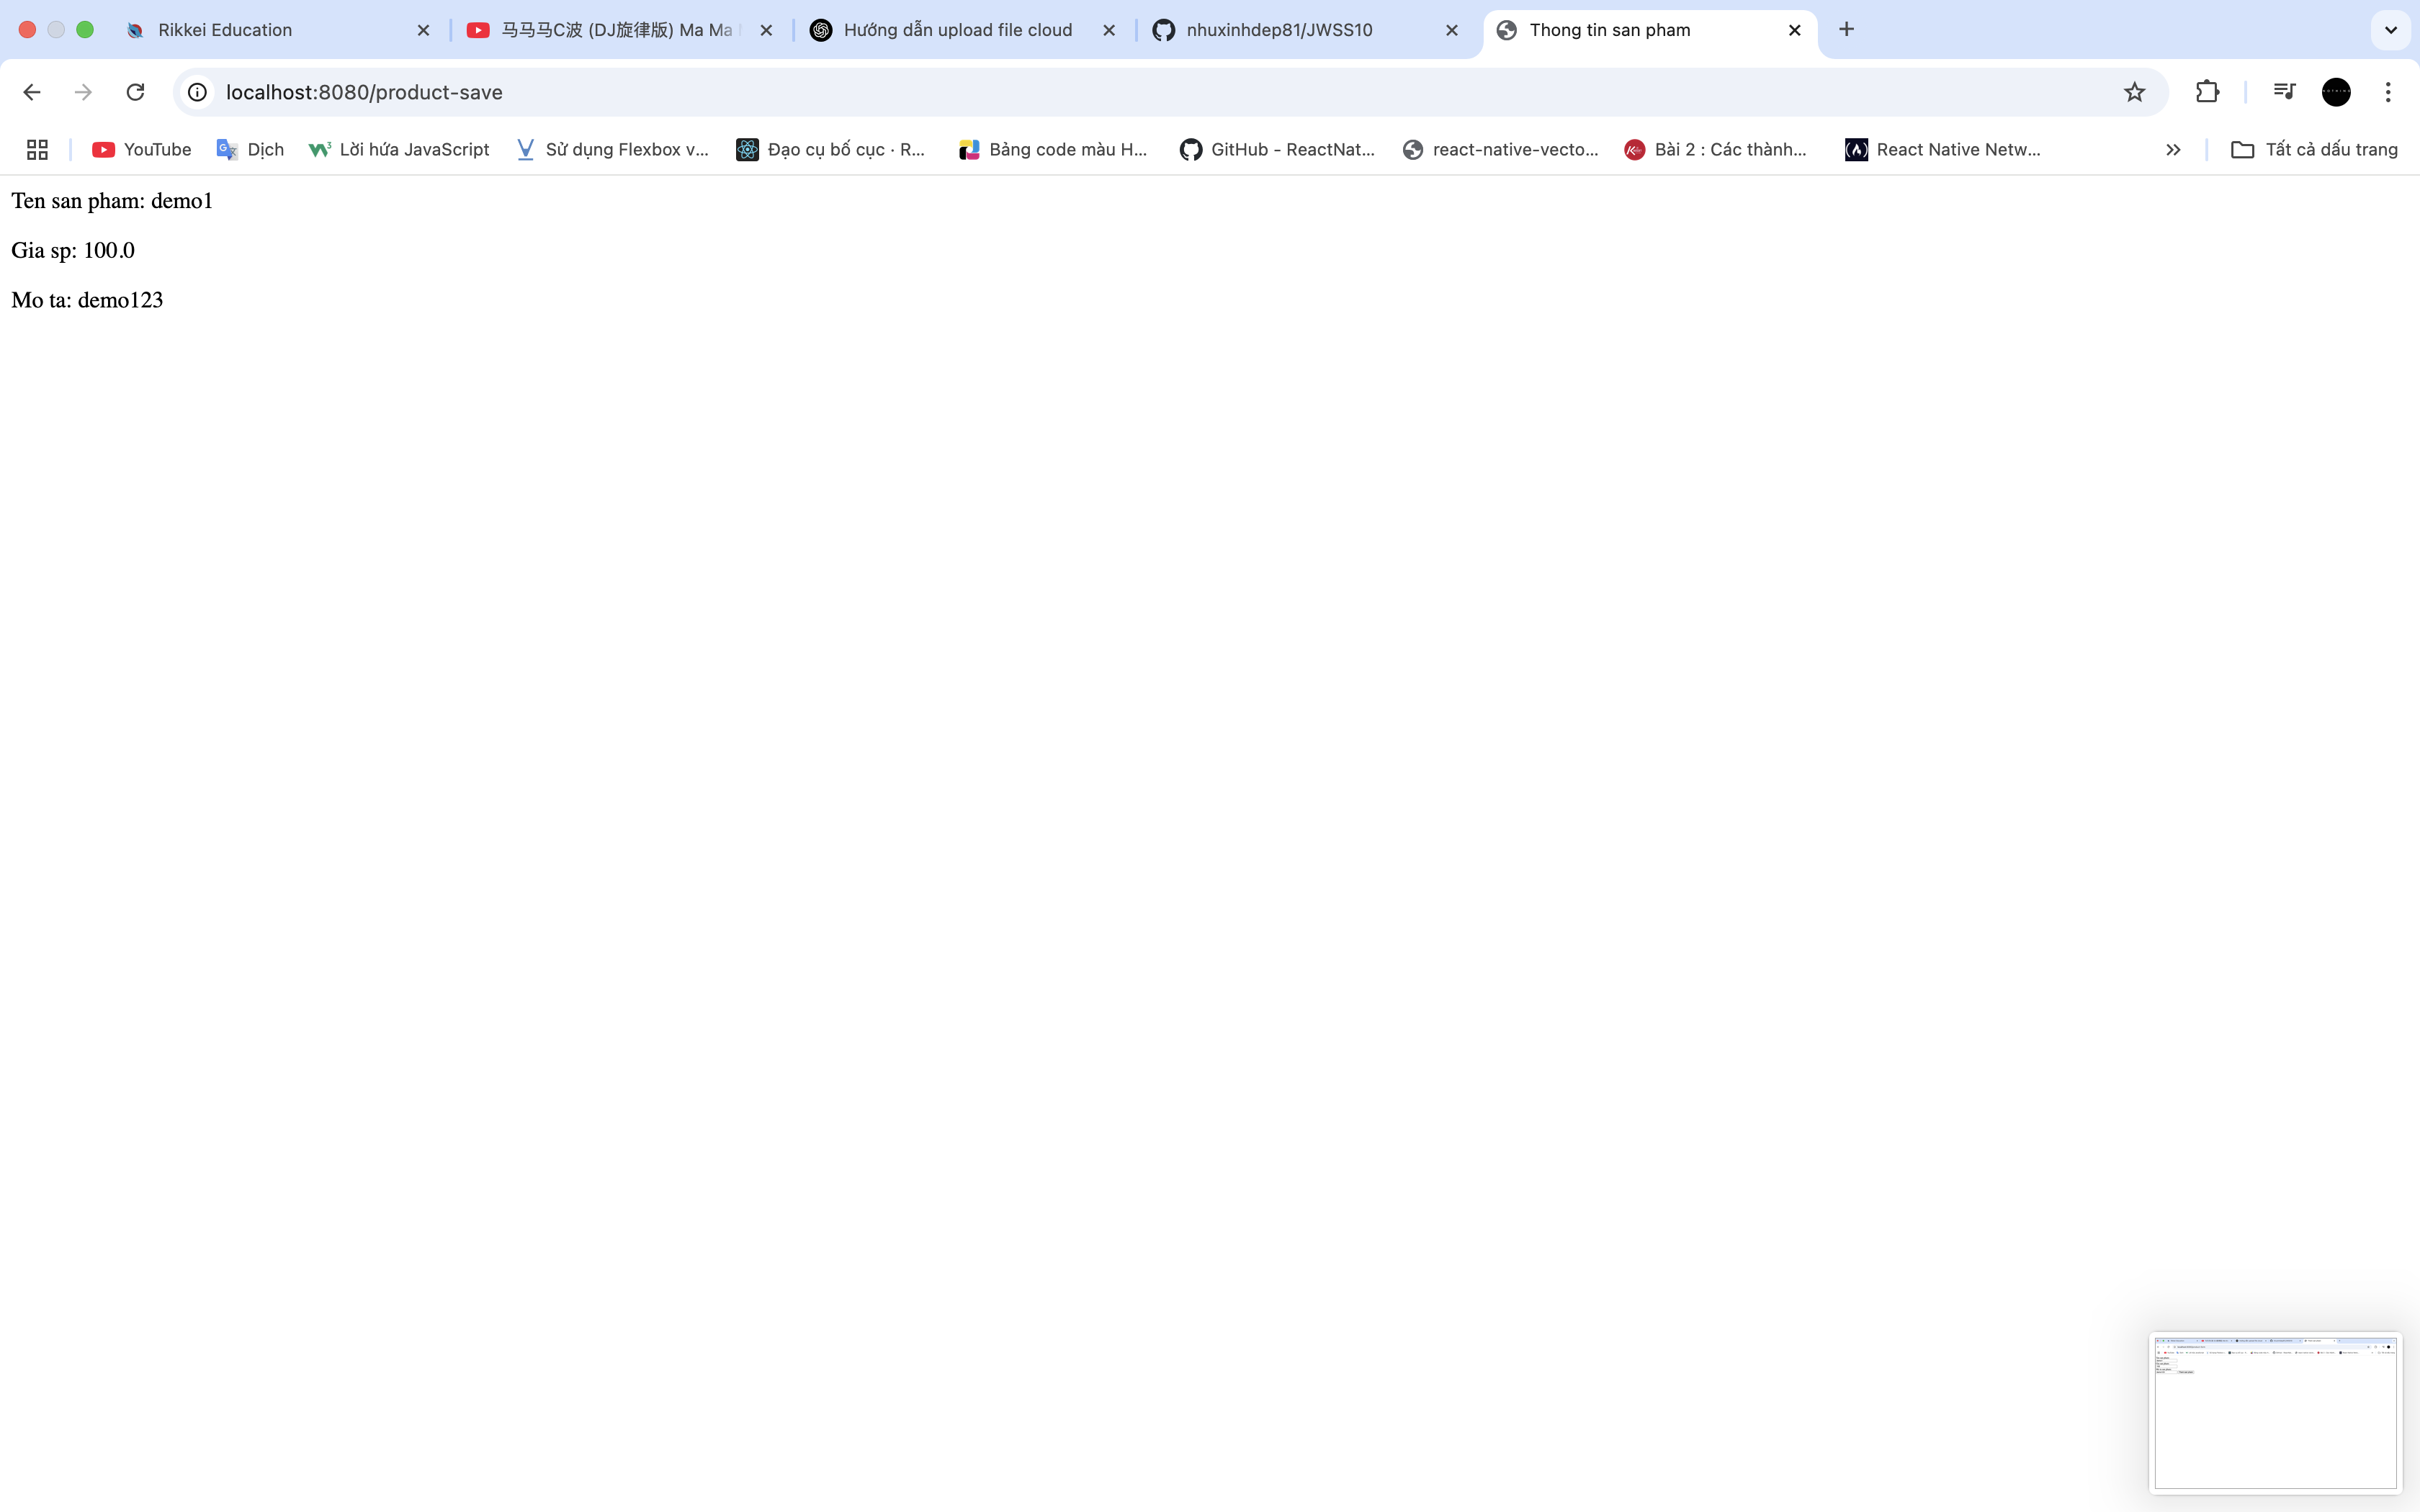 Rikkei Education
马马马C波 (DJ旋律版) Ma Ma
Hướng dẫn upload file cloud
nhuxinhdep81/JWSS10
Thong tin san pham
localhost:8080/product-save
YouTube
Dịch
Lời hứa JavaScript
Sử dụng Flexbox v...
Đạo cụ bố cục · R...
Bảng code màu H...
GitHub - ReactNat...
react-native-vecto...
Bài 2 : Các thành...
React Native Netw...
Tất cả dấu trang
Ten san pham: demo1
Gia sp: 100.0
Mo ta: demo123